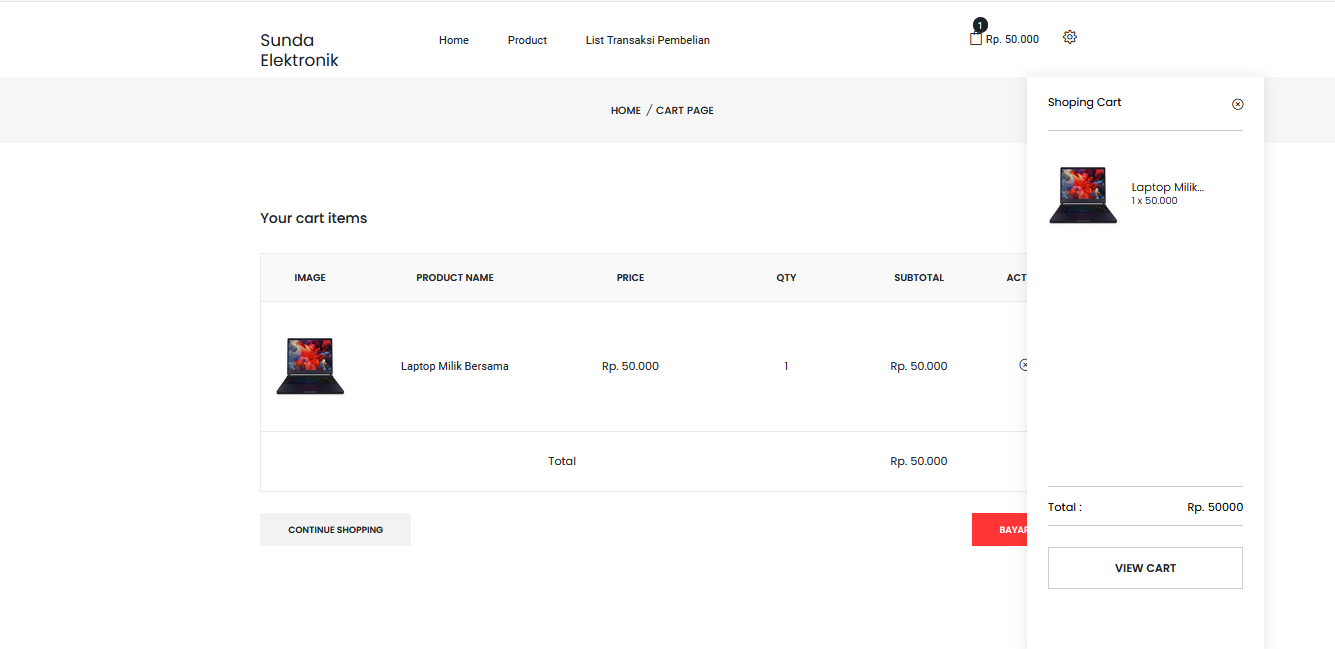 Sunda
Elektronik
Home
Product
List Transaksi Pembelian
1
Rp. 50.000
HOME / CART PAGE
Shoping Cart
Laptop Milik...
1 x 50.000
Total :
Rp. 50000
VIEW CART
Your cart items
IMAGE
PRODUCT NAME
PRICE
QTY
SUBTOTAL
ACT
Laptop Milik Bersama
Rp. 50.000
1
Rp. 50.000
Total
Rp. 50.000
CONTINUE SHOPPING
BAYAR